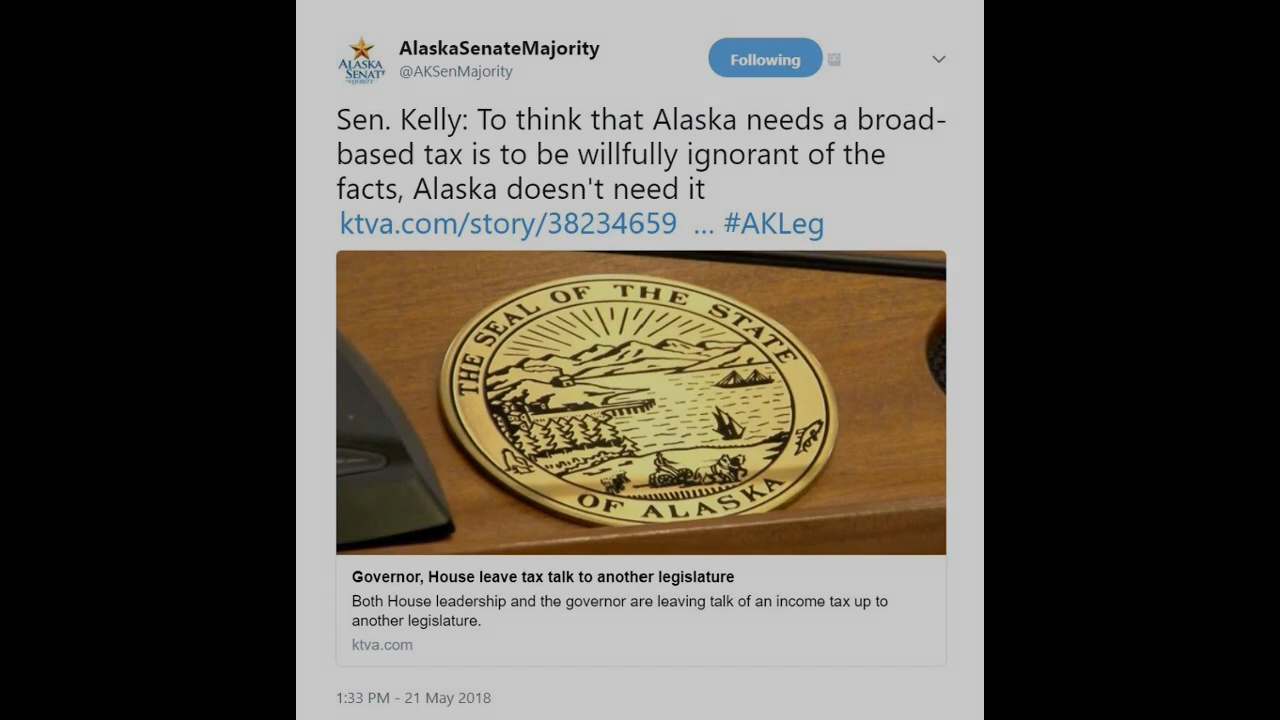 AlaskaSenateMajority
@AKSenMajority
ALASKA
SENAT
Following
Sen. Kelly: To think that Alaska needs a broad-
based tax is to be willfully ignorant of the
facts, Alaska doesn't need it
ktva.com/story/38234659 ... #AKLeg
THE SEAL OF THE STATE
OF ALASKA
Governor, House leave tax talk to another legislature
Both House leadership and the governor are leaving talk of an income tax up to
another legislature.
ktva.com
1:33 PM - 21 May 2018